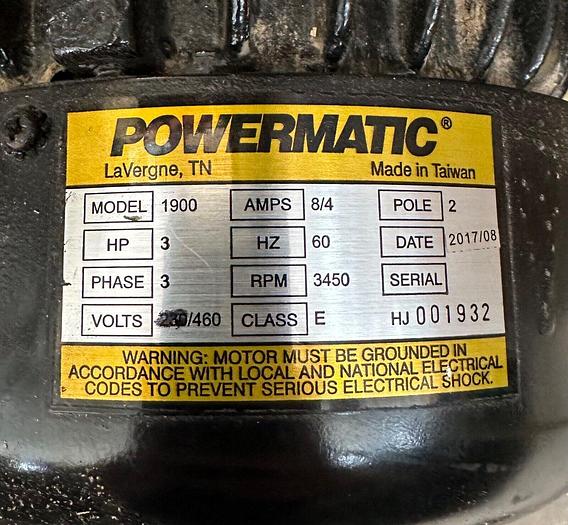 POWERMATIC®
LaVergne, TN Made in Taiwan
MODEL 1900 AMPS 8/4 POLE 2
HP 3 HZ 60 DATE 2017/08
PHASE 3 RPM 3450 SERIAL
VOLTS 230/460 CLASS E HJ 001932
WARNING: MOTOR MUST BE GROUNDED IN
ACCORDANCE WITH LOCAL AND NATIONAL ELECTRICAL
CODES TO PREVENT SERIOUS ELECTRICAL SHOCK.